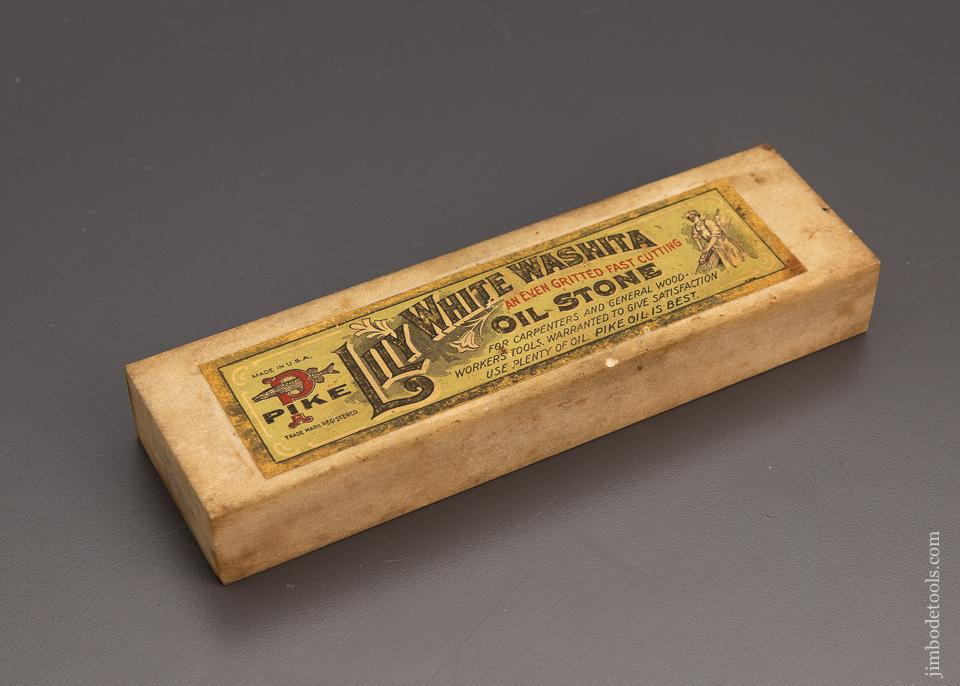 MADE IN U.S.A.
P
PIKE
TRADE MARK REGISTERED
LILY WHITE WASHITA
AN EVEN GRITTED FAST CUTTING
OIL STONE
FOR CARPENTERS AND GENERAL WOOD-
WORKERS TOOLS. WARRANTED TO GIVE SATISFACTION
USE PLENTY OF OIL. PIKE OIL IS BEST.
jimbodetools.com